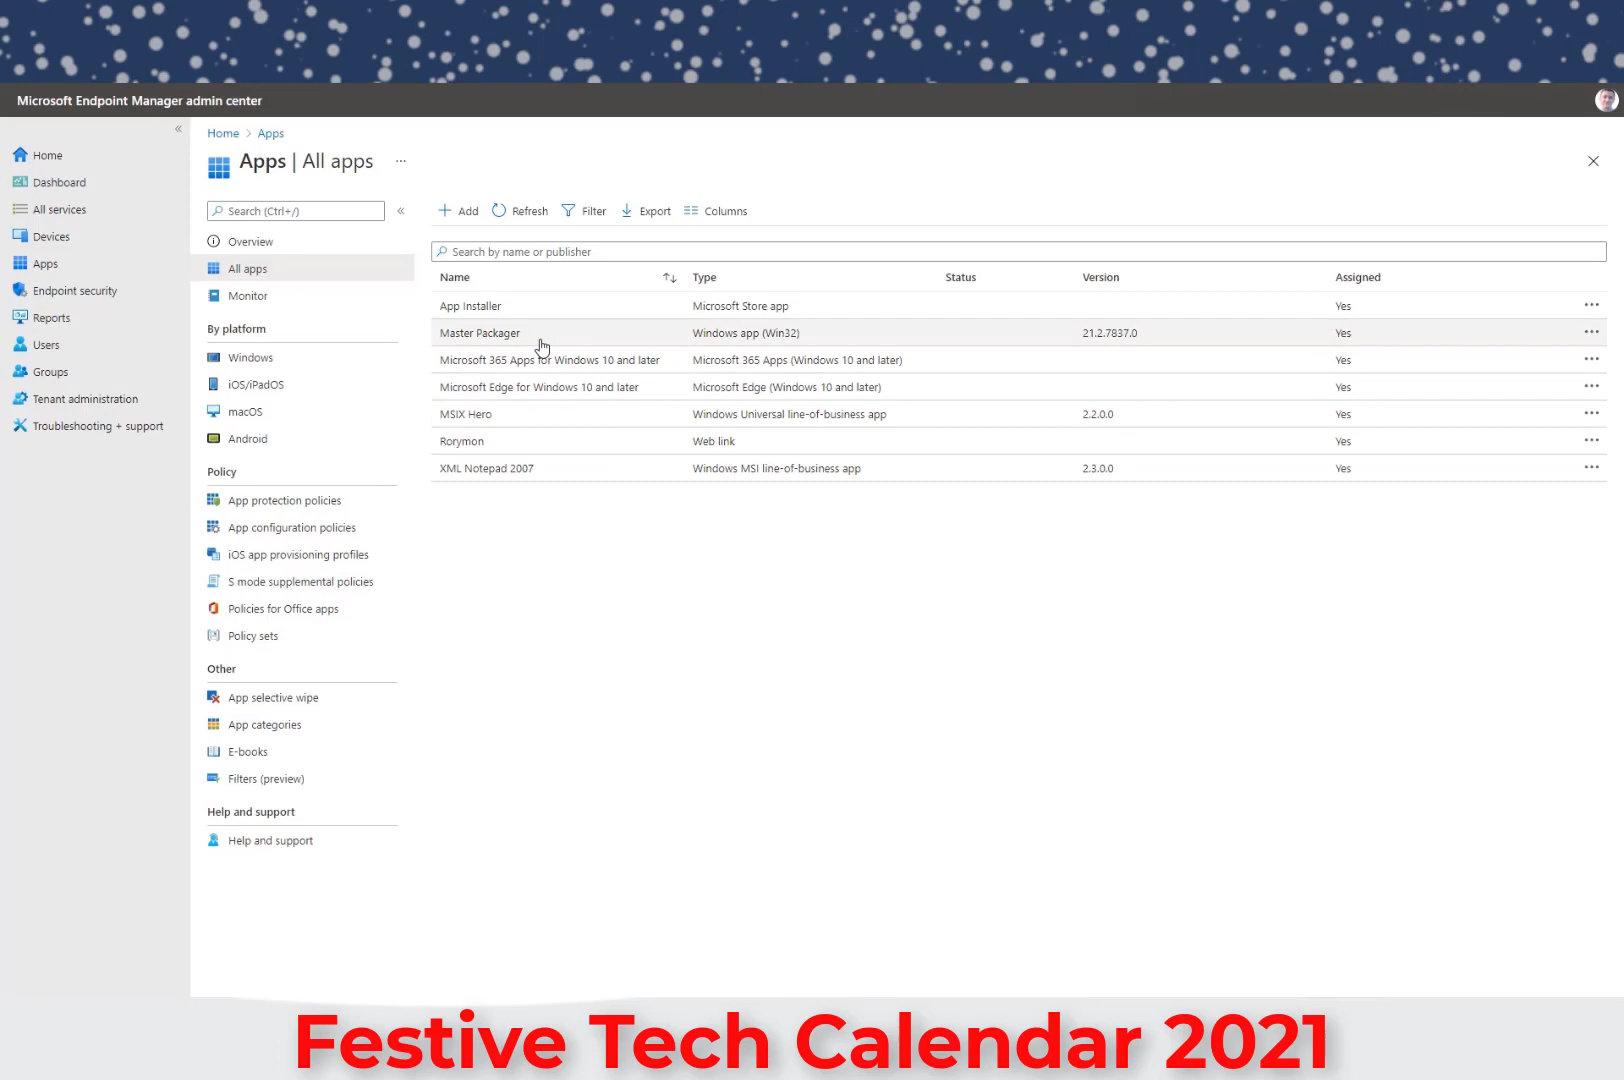 Microsoft Endpoint Manager admin center
«
Home
Dashboard
All services
Devices
Apps
Endpoint security
Reports
Users
Groups
Tenant administration
Troubleshooting + support
Home > Apps
Apps | All apps ...
Search (Ctrl+/) «
Overview
All apps
Monitor
By platform
Windows
iOS/iPadOS
macOS
Android
Policy
App protection policies
App configuration policies
iOS app provisioning profiles
S mode supplemental policies
Policies for Office apps
Policy sets
Other
App selective wipe
App categories
E-books
Filters (preview)
Help and support
Help and support
Add Refresh Filter Export Columns
Search by name or publisher
Name Type Status Version Assigned
App Installer Microsoft Store app Yes ...
Master Packager Windows app (Win32) 21.2.7837.0 Yes ...
Microsoft 365 Apps for Windows 10 and later Microsoft 365 Apps (Windows 10 and later) Yes ...
Microsoft Edge for Windows 10 and later Microsoft Edge (Windows 10 and later) Yes ...
MSIX Hero Windows Universal line-of-business app 2.2.0.0 Yes ...
Rorymon Web link Yes ...
XML Notepad 2007 Windows MSI line-of-business app 2.3.0.0 Yes ...
Festive Tech Calendar 2021